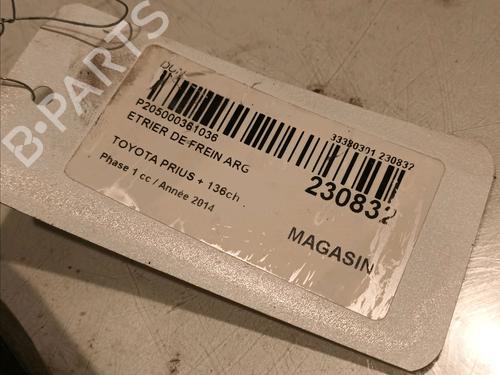 B-PARTS
P205000361036
33380301 230832
ETRIER DE FREIN ARG
230832
TOYOTA PRIUS + 136ch .
Phase 1 cc / Année 2014
MAGASIN